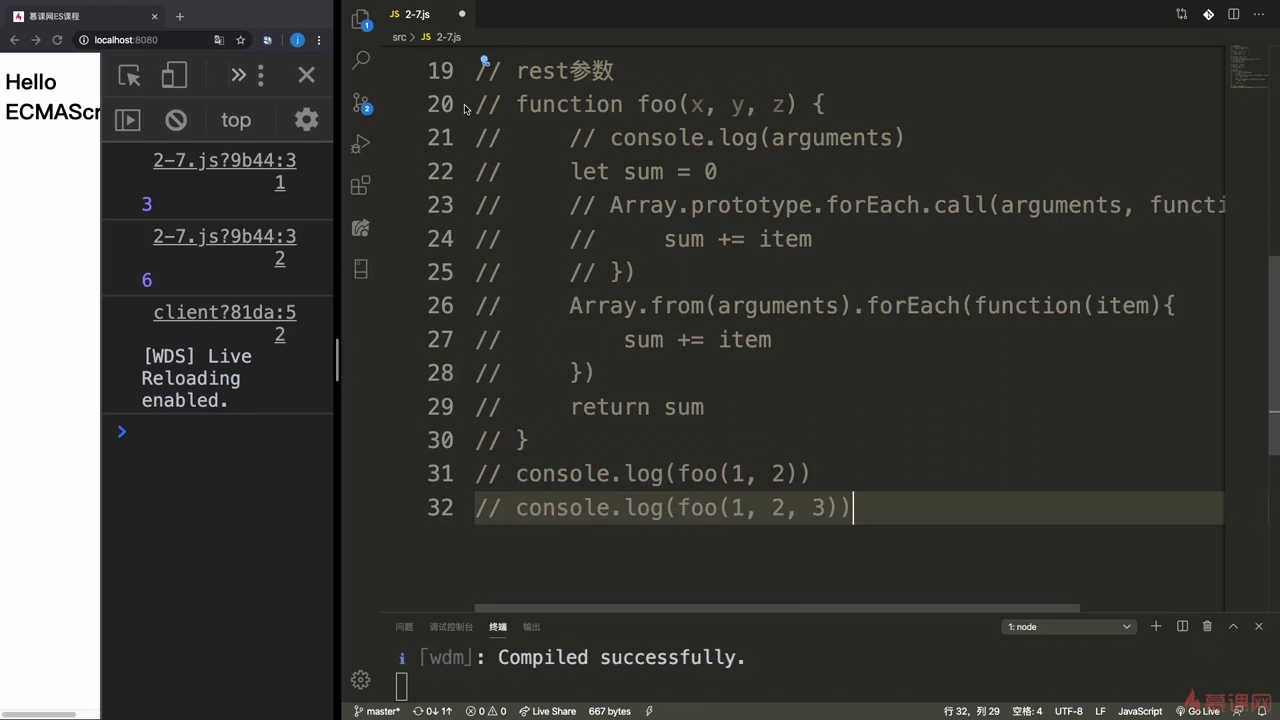 慕课网ES课程
localhost:8080
Hello
ECMAScr
top
2-7.js?9b44:3
1
3
2-7.js?9b44:3
2
6
client?81da:5
2
[WDS] Live
Reloading
enabled.
JS 2-7.js
src > JS 2-7.js
19 // rest参数
20 // function foo(x, y, z) {
21 //     // console.log(arguments)
22 //     let sum = 0
23 //     // Array.prototype.forEach.call(arguments, functi
24 //     //     sum += item
25 //     // })
26 //     Array.from(arguments).forEach(function(item){
27 //         sum += item
28 //     })
29 //     return sum
30 // }
31 // console.log(foo(1, 2))
32 // console.log(foo(1, 2, 3))
问题 调试控制台 终端 输出 1: node
i ｢wdm｣: Compiled successfully.
master* 0↓ 4↑ 0 0 Live Share 667 bytes 行 32, 列 29 空格: 4 UTF-8 LF JavaScript Go Live
慕课网